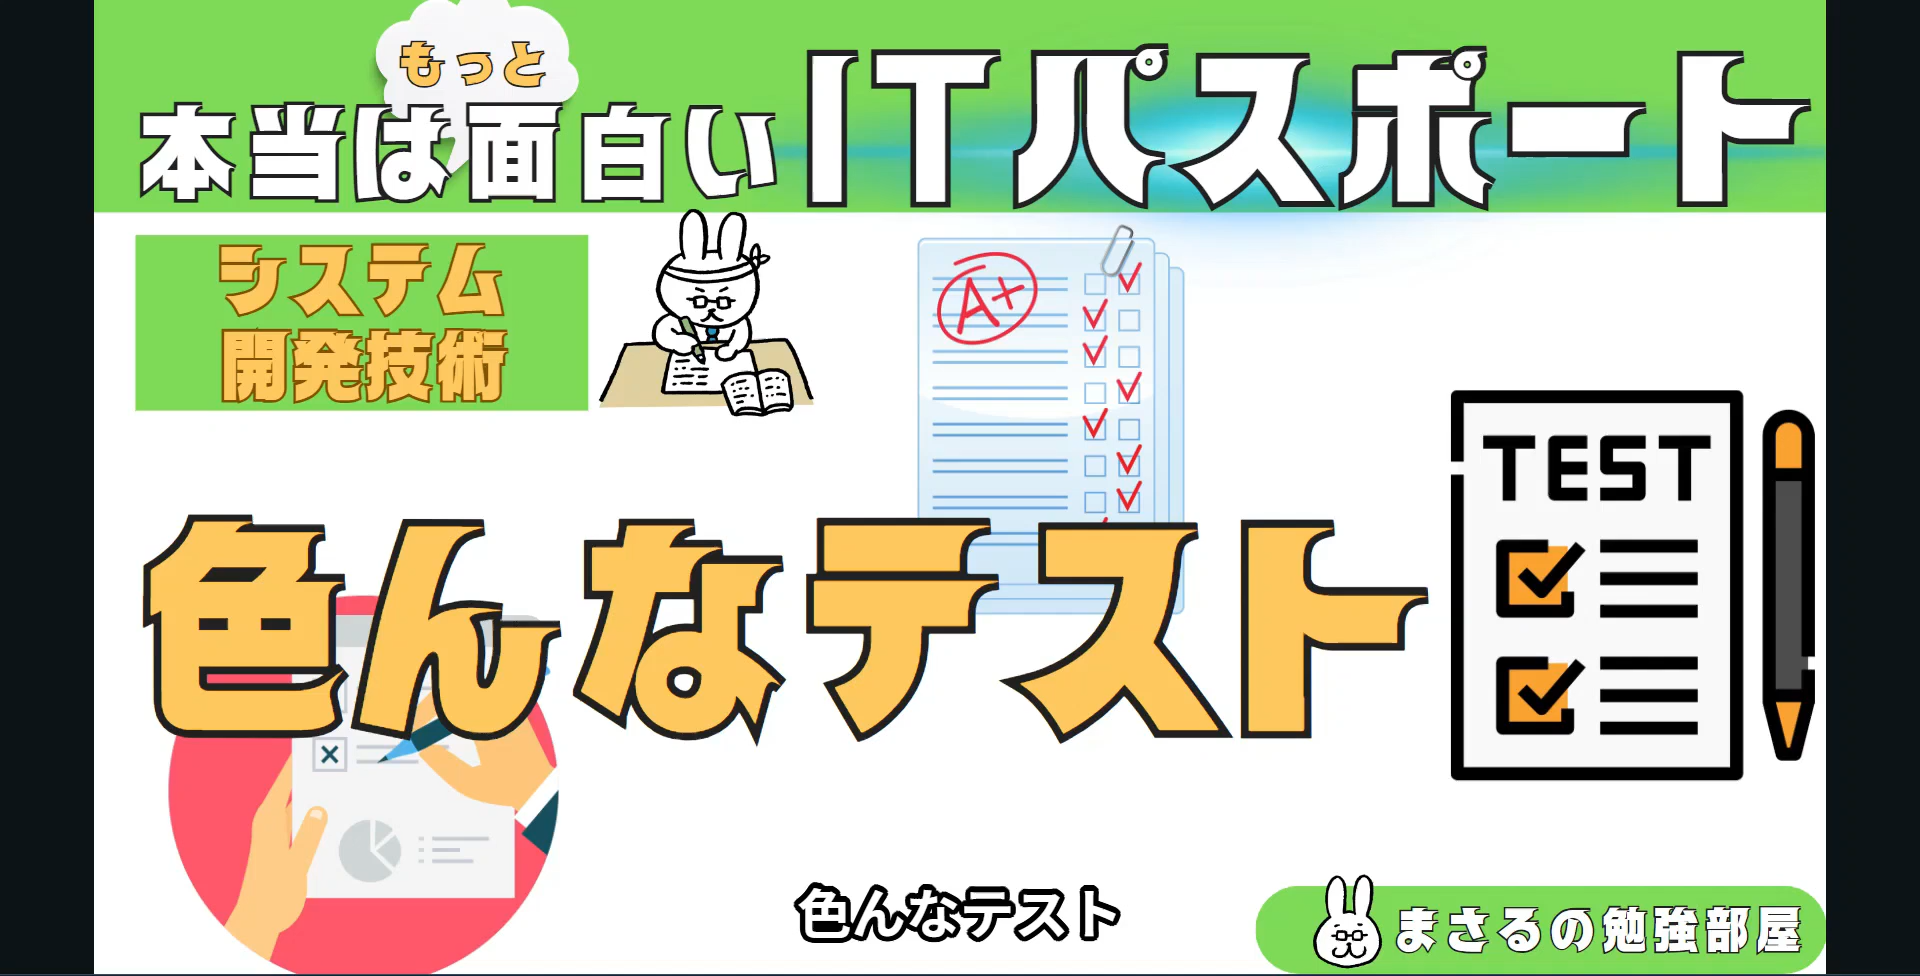 もっと
本当は面白いITパスポート
システム
開発技術
A+
TEST
色んなテスト
色んなテスト
まさるの勉強部屋